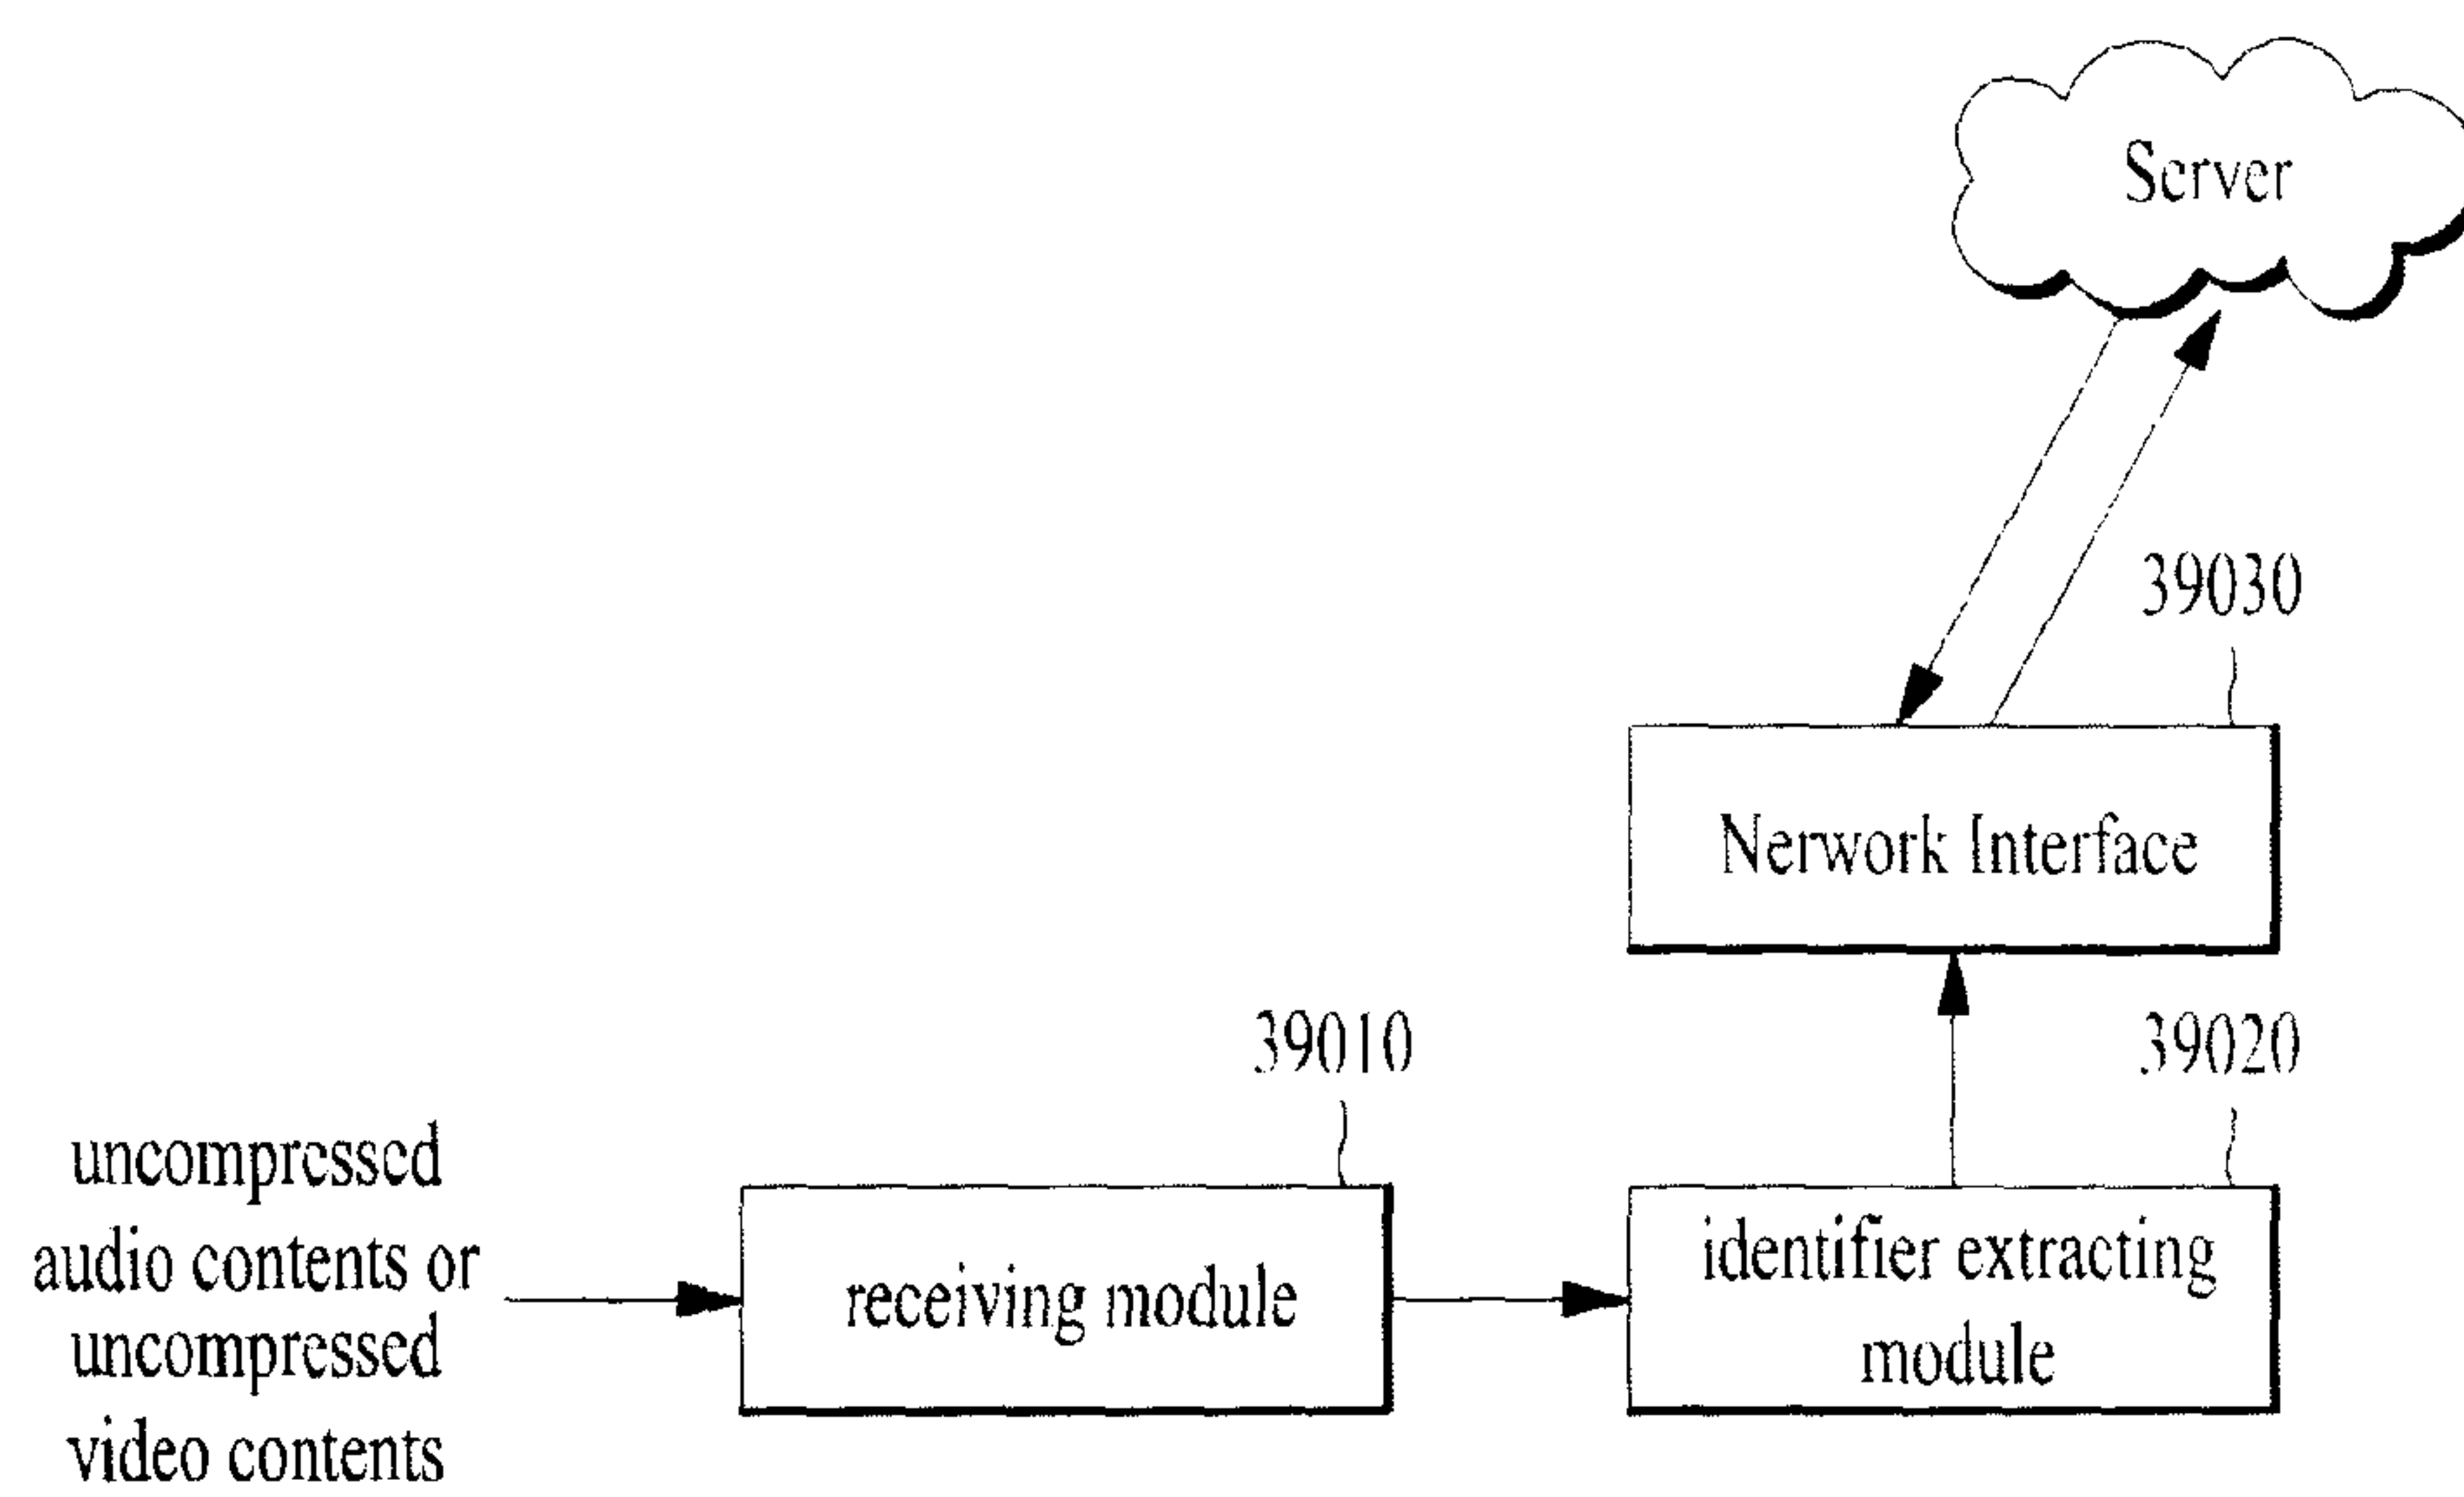 Server
39030
Nerwork Interface
39010
39020
uncompressed
audio contents or
uncompressed
video contents
receiving module
identifier extracting
module